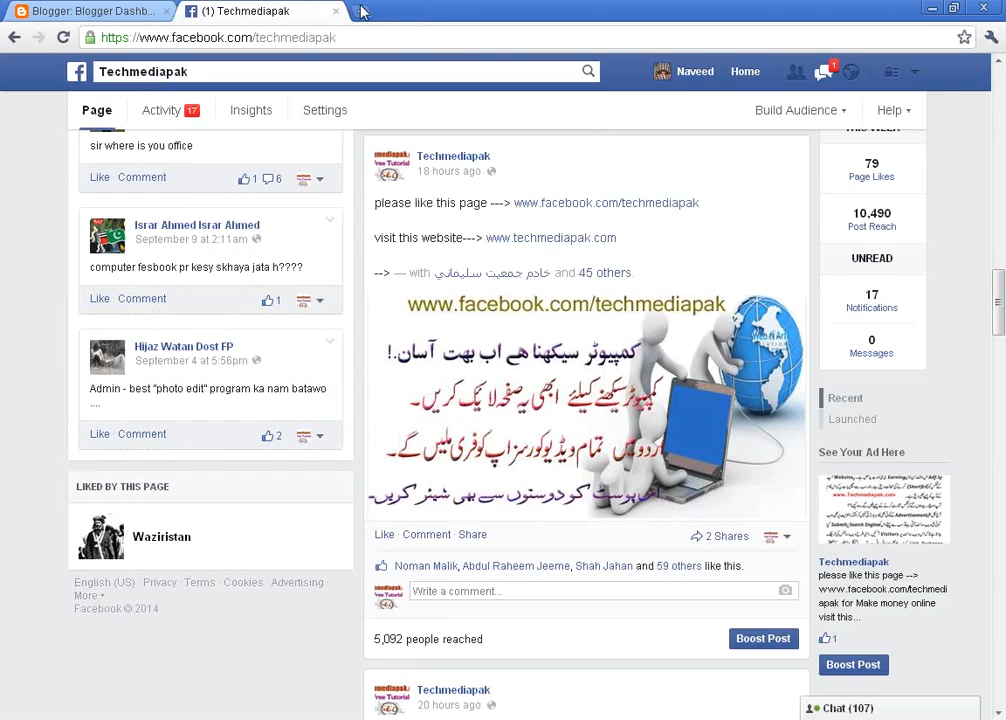 Blogger: Blogger Dashb...
(1) Techmediapak
https://www.facebook.com/techmediapak
Techmediapak
Naveed
Home
1
Page
Activity 17
Insights
Settings
Build Audience
Help
sir where is you office
Like · Comment
1
6
Israr Ahmed Israr Ahmed
September 9 at 2:11am
computer fesbook pr kesy skhaya jata h????
Like · Comment
1
Hijaz Watan Dost FP
September 4 at 5:56pm
Admin - best "photo edit" program ka nam batawo
....
Like · Comment
2
LIKED BY THIS PAGE
Waziristan
English (US) · Privacy · Terms · Cookies · Advertising ·
More
Facebook © 2014
Techmediapak
18 hours ago
please like this page ---> www.facebook.com/techmediapak
visit this website---> www.techmediapak.com
--> — with خادم جمعيت سليماني and 45 others.
www.facebook.com/techmediapak
کمپیوٹر سیکھنا ھے اب بہت آسان.!
کمپیوٹر سیکھنے کیلئے ابھی یہ صفحہ لائیک کریں۔
اردو میں تمام ویڈیو کورسز آپ کو فری ملیں گے۔
اس پوسٹ کو دوستوں سے بھی شیئر کریں۔
Web N Art
Like · Comment · Share
2 Shares
Noman Malik, Abdul Raheem Jeeme, Shah Jahan and 59 others like this.
Write a comment...
5,092 people reached
Boost Post
Techmediapak
20 hours ago
THIS WEEK
79
Page Likes
10,490
Post Reach
UNREAD
17
Notifications
0
Messages
Recent
Launched
See Your Ad Here
Techmediapak
please like this page -->
www.facebook.com/techmedi
apak for Make money online
visit this...
1
Boost Post
Chat (107)